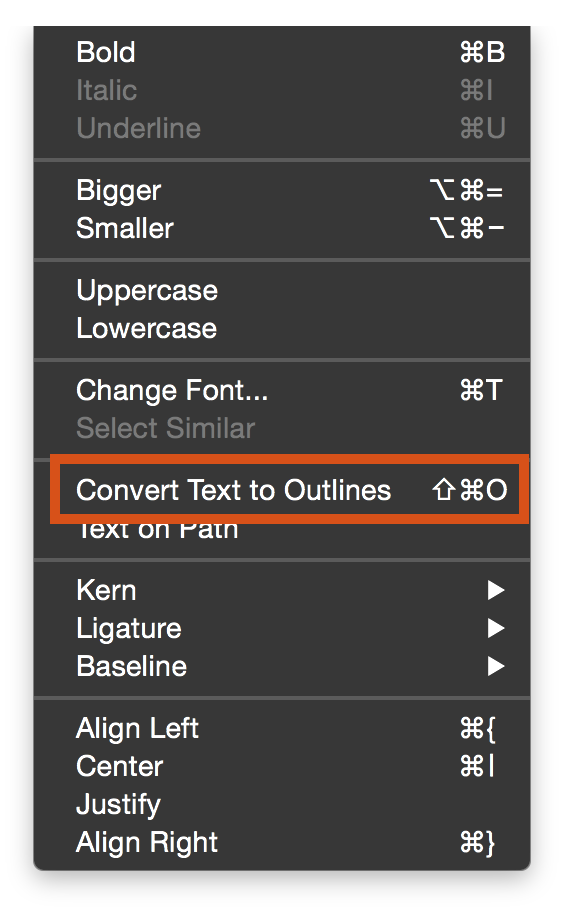 Bold ⌘B
Italic ⌘I
Underline ⌘U
Bigger ⌥⌘=
Smaller ⌥⌘−
Uppercase
Lowercase
Change Font... ⌘T
Select Similar
Convert Text to Outlines ⇧⌘O
Text on Path
Kern ▶
Ligature ▶
Baseline ▶
Align Left ⌘{
Center ⌘|
Justify
Align Right ⌘}